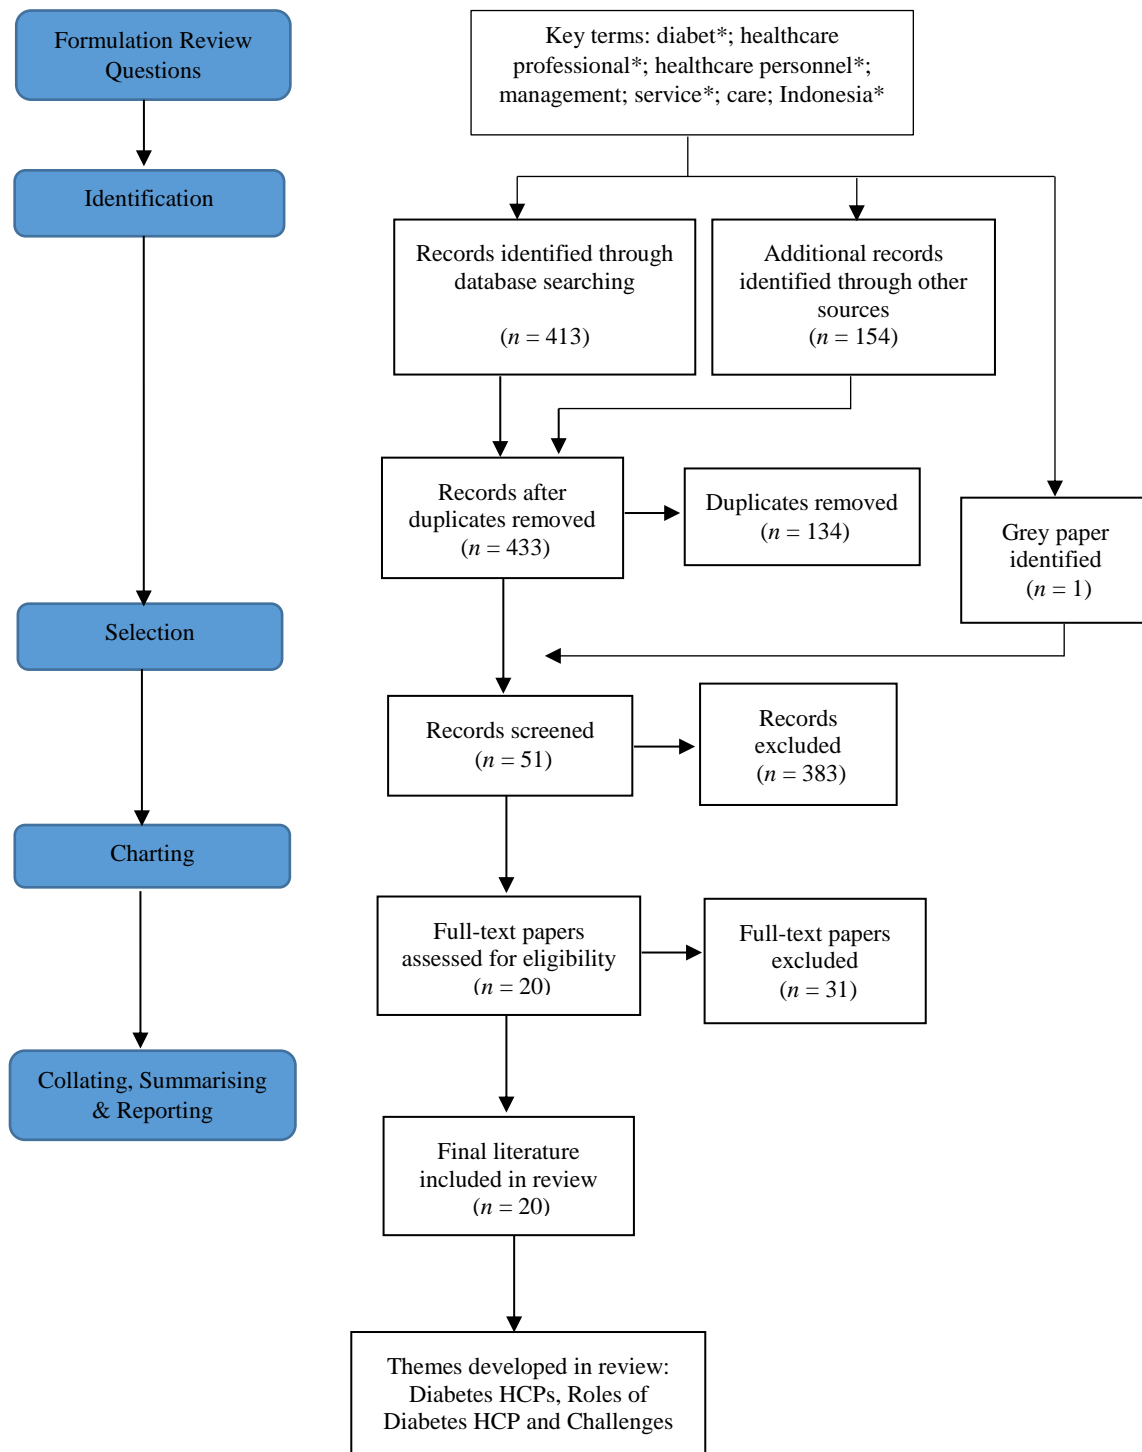 Formulation Review
Questions
Key terms: diabet*; healthcare
professional*; healthcare personnel*;
management; service*; care; Indonesia*
Identification
Records identified through
database searching
(n = 413)
Additional records
identified through other
sources
(n = 154)
Records after
duplicates removed
(n = 433)
Duplicates removed
(n = 134)
Grey paper
identified
(n = 1)
Selection
Records screened
(n = 51)
Records
excluded
(n = 383)
Charting
Full-text papers
assessed for eligibility
(n = 20)
Full-text papers
excluded
(n = 31)
Collating, Summarising
& Reporting
Final literature
included in review
(n = 20)
Themes developed in review:
Diabetes HCPs, Roles of
Diabetes HCP and Challenges